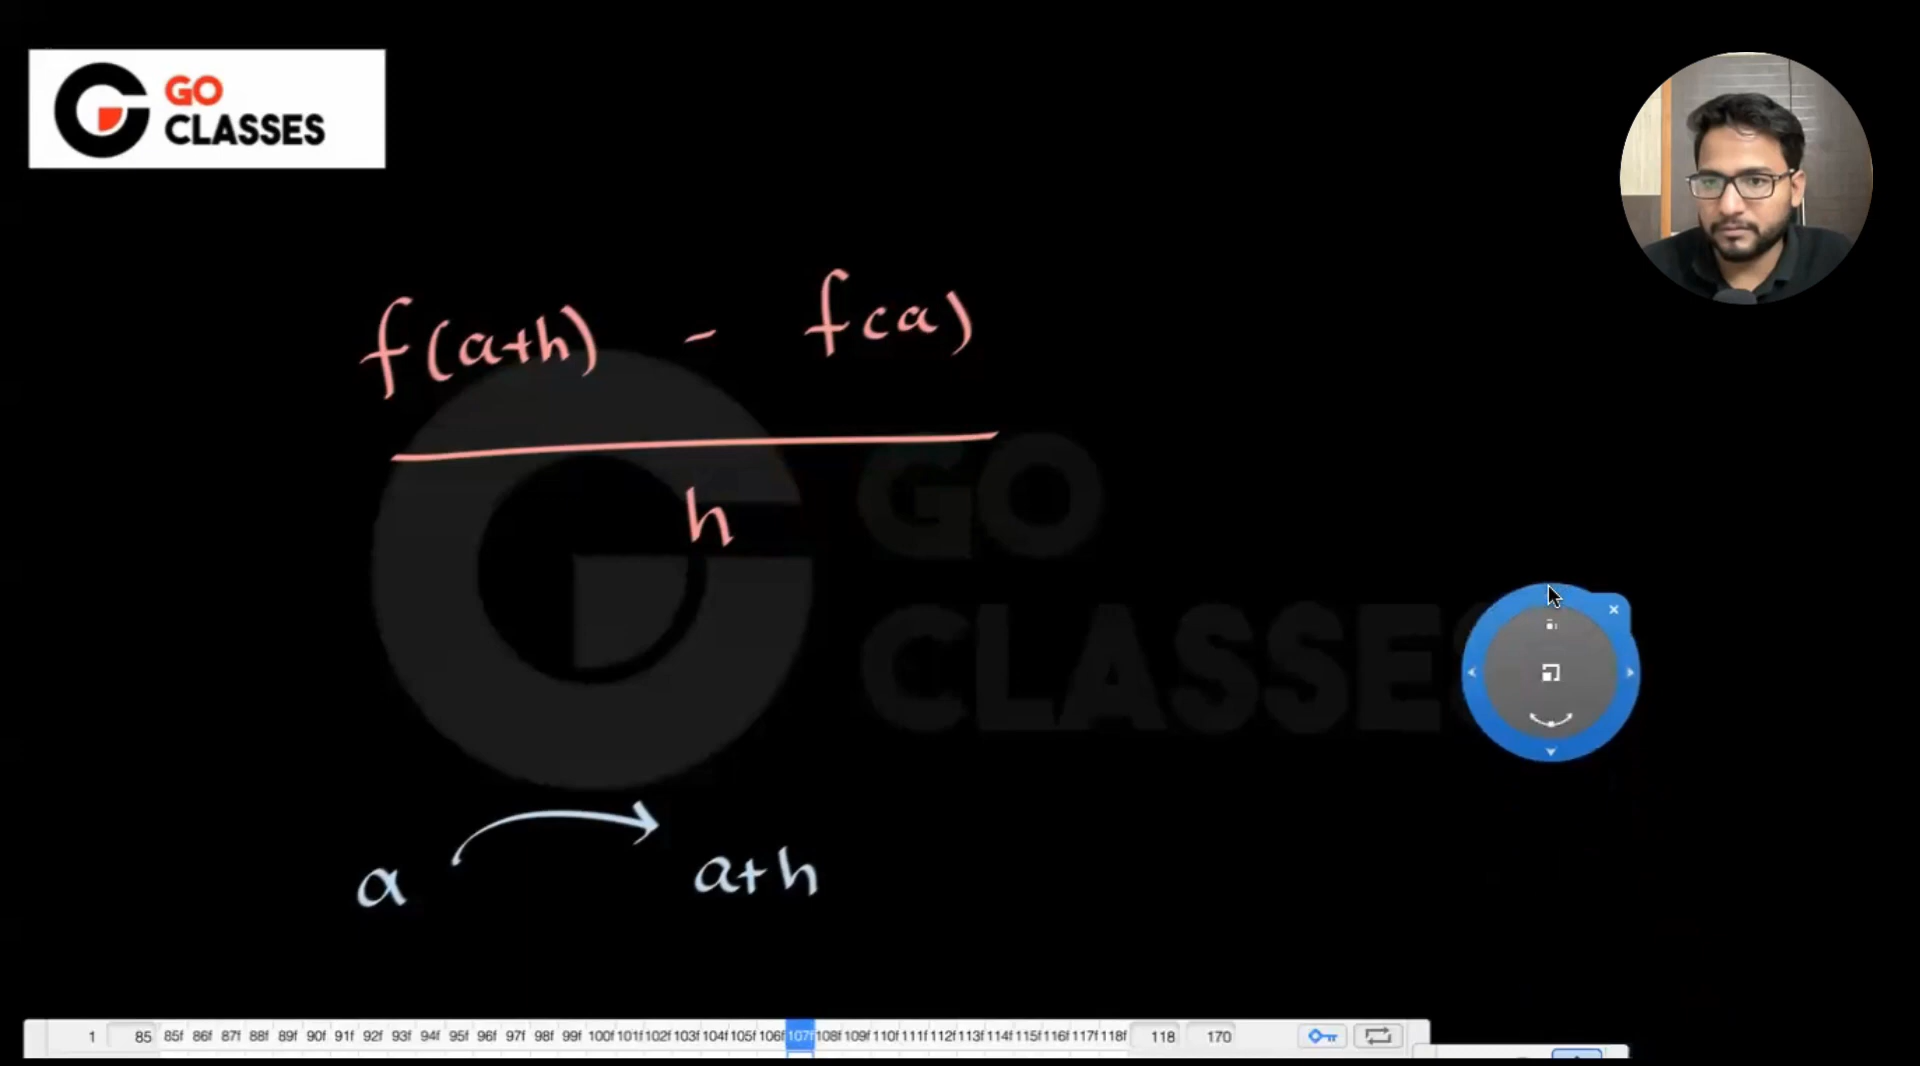 GO
CLASSES
f(a+h) - f(a)
h
GO
CLASSES
a a+h
1 85 85f 86f 87f 88f 89f 90f 91f 92f 93f 94f 95f 96f 97f 98f 99f 100f 101f 102f 103f 104f 105f 106f 107f 108f 109f 110f 111f 112f 113f 114f 115f 116f 117f 118f 118 170